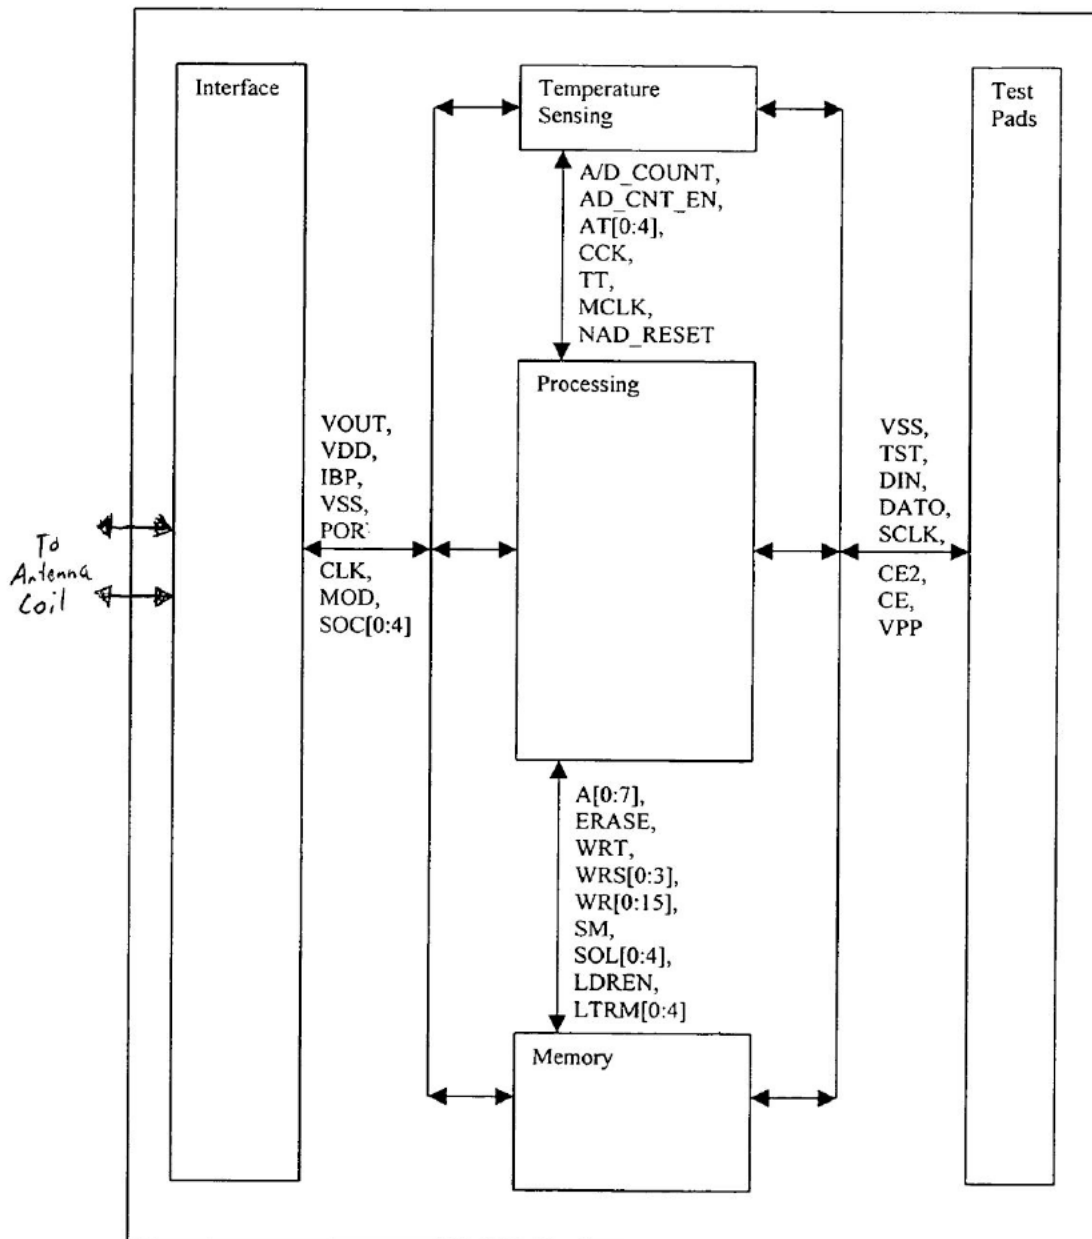 Interface
Temperature
Sensing
Test
Pads
A/D_COUNT,
AD_CNT_EN,
AT[0:4],
CCK,
TT,
MCLK,
NAD_RESET
Processing
VOUT,
VDD,
IBP,
VSS,
POR
CLK,
MOD,
SOC[0:4]
To
Antenna
Coil
VSS,
TST,
DIN,
DATO,
SCLK,
CE2,
CE,
VPP
A[0:7],
ERASE,
WRT,
WRS[0:3],
WR[0:15],
SM,
SOL[0:4],
LDREN,
LTRM[0:4]
Memory